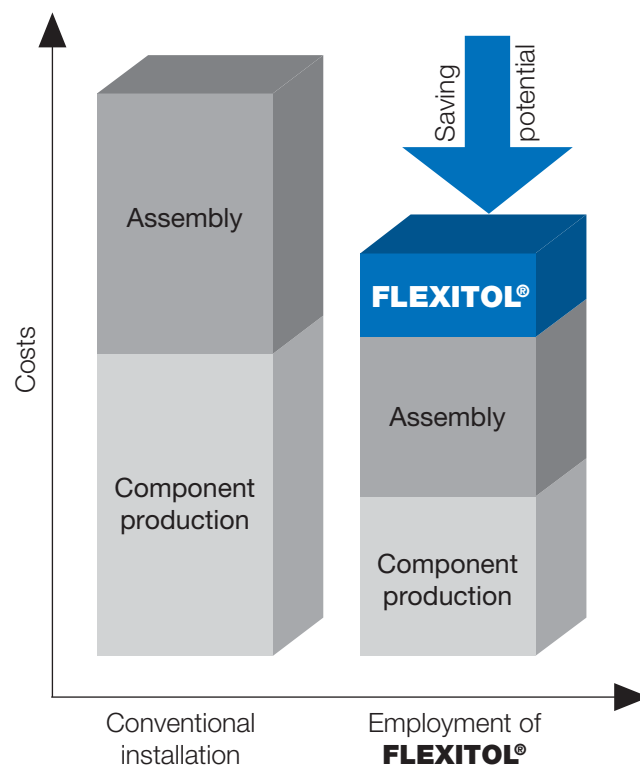 Costs
Assembly
Component
production
Saving
potential
FLEXITOL®
Assembly
Component
production
Conventional
installation
Employment of
FLEXITOL®